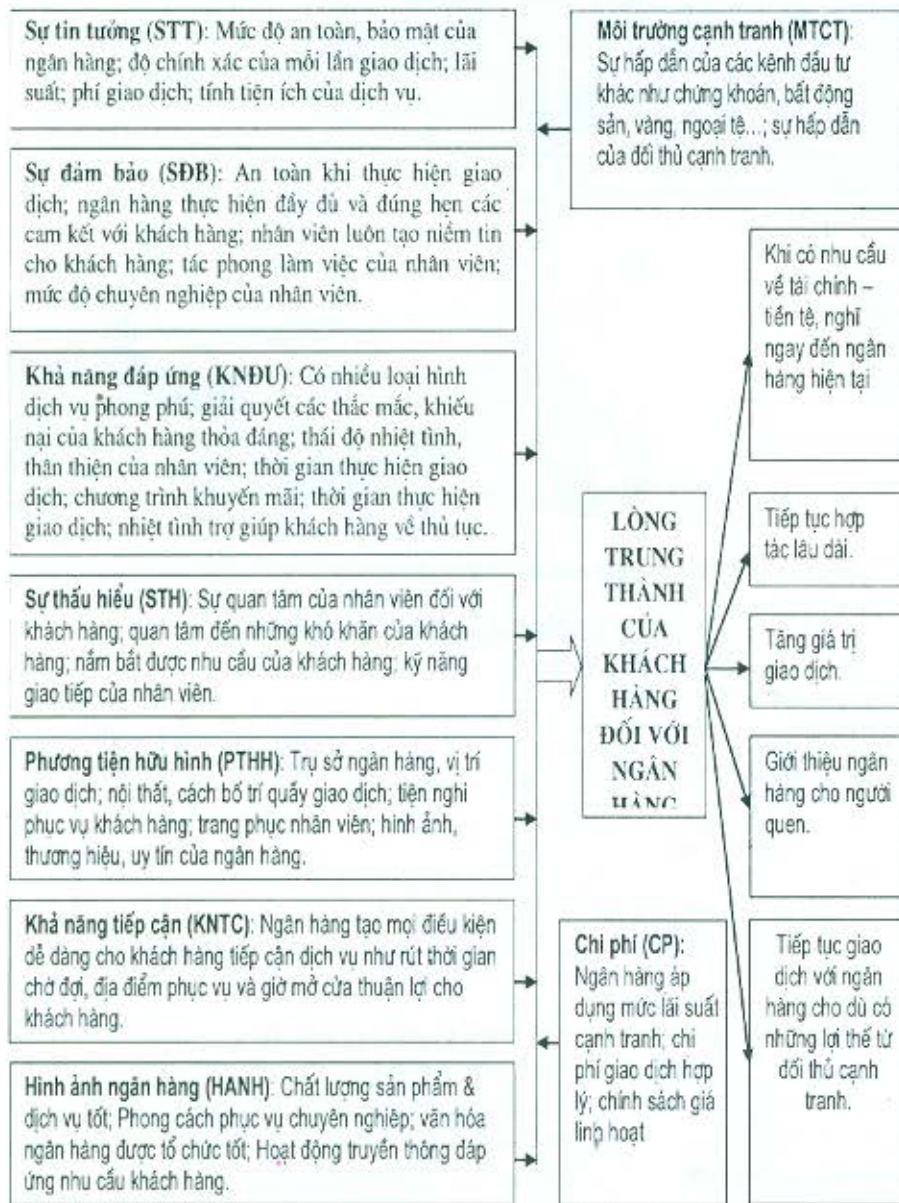 Sự tin tưởng (STT): Mức độ an toàn, bảo mật của
ngân hàng; độ chính xác của mỗi lần giao dịch; lãi
suất; phí giao dịch; tính tiện ích của dịch vụ.
Môi trường cạnh tranh (MTCT):
Sự hấp dẫn của các kênh đầu tư
khác như chứng khoán, bất động
sản, vàng, ngoại tệ...; sự hấp dẫn
của đối thủ cạnh tranh.
Sự đảm bảo (SĐB): An toàn khi thực hiện giao
dịch; ngân hàng thực hiện đầy đủ và đúng hẹn các
cam kết với khách hàng; nhân viên luôn tạo niềm tin
cho khách hàng; tác phong làm việc của nhân viên;
mức độ chuyên nghiệp của nhân viên.
Khả năng đáp ứng (KNĐU): Có nhiều loại hình
dịch vụ phong phú; giải quyết các thắc mắc, khiếu
nại của khách hàng thỏa đáng; thái độ nhiệt tình,
thân thiện của nhân viên; thời gian thực hiện giao
dịch; chương trình khuyến mãi; thời gian thực hiện
giao dịch; nhiệt tình trợ giúp khách hàng về thủ tục.
Sự thấu hiểu (STH): Sự quan tâm của nhân viên đối với
khách hàng; quan tâm đến những khó khăn của khách
hàng; nắm bắt được nhu cầu của khách hàng; kỹ năng
giao tiếp của nhân viên.
Phương tiện hữu hình (PTHH): Trụ sở ngân hàng, vị trí
giao dịch; nội thất, cách bố trí quầy giao dịch; tiện nghi
phục vụ khách hàng; trang phục nhân viên; hình ảnh,
thương hiệu, uy tín của ngân hàng.
Khả năng tiếp cận (KNTC): Ngân hàng tạo mọi điều kiện
dễ dàng cho khách hàng tiếp cận dịch vụ như rút thời gian
chờ đợi, địa điểm phục vụ và giờ mở cửa thuận lợi cho
khách hàng.
Hình ảnh ngân hàng (HANH): Chất lượng sản phẩm &
dịch vụ tốt; Phong cách phục vụ chuyên nghiệp; văn hóa
ngân hàng được tổ chức tốt; Hoạt động truyền thông đáp
ứng nhu cầu khách hàng.
Chi phí (CP):
Ngân hàng áp
dụng mức lãi suất
cạnh tranh; chi
phí giao dịch hợp
lý; chính sách giá
linh hoạt
LÒNG
TRUNG
THÀNH
CỦA
KHÁCH
HÀNG
ĐỐI VỚI
NGÂN
HÀNG
Khi có nhu cầu
về tài chính –
tiền tệ, nghĩ
ngay đến ngân
hàng hiện tại
Tiếp tục hợp
tác lâu dài.
Tăng giá trị
giao dịch.
Giới thiệu ngân
hàng cho người
quen.
Tiếp tục giao
dịch với ngân
hàng cho dù có
những lợi thế từ
đối thủ cạnh
tranh.